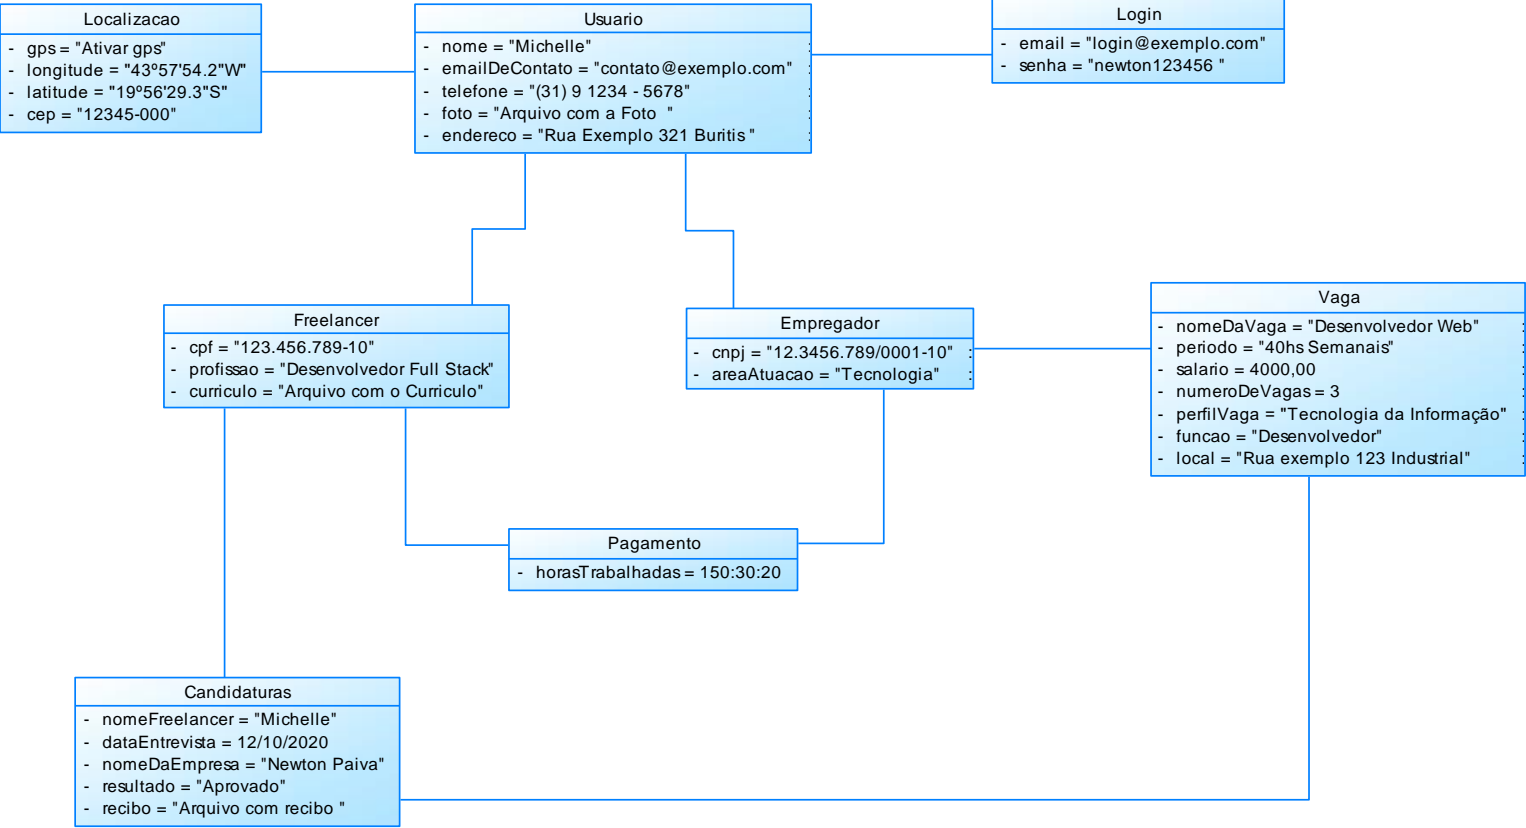 Localizacao
- gps = "Ativar gps"
- longitude = "43º57'54.2"W"
- latitude = "19º56'29.3"S"
- cep = "12345-000"
Usuario
- nome = "Michelle" :
- emailDeContato = "contato@exemplo.com" :
- telefone = "(31) 9 1234 - 5678" :
- foto = "Arquivo com a Foto " :
- endereco = "Rua Exemplo 321 Buritis" :
Login
- email = "login@exemplo.com"
- senha = "newton123456 "
Freelancer
- cpf = "123.456.789-10"
- profissao = "Desenvolvedor Full Stack"
- curriculo = "Arquivo com o Curriculo"
Empregador
- cnpj = "12.3456.789/0001-10" :
- areaAtuacao = "Tecnologia" :
Vaga
- nomeDaVaga = "Desenvolvedor Web" :
- periodo = "40hs Semanais" :
- salario = 4000,00 :
- numeroDeVagas = 3 :
- perfilVaga = "Tecnologia da Informação" :
- funcao = "Desenvolvedor" :
- local = "Rua exemplo 123 Industrial" :
Pagamento
- horasTrabalhadas = 150:30:20
Candidaturas
- nomeFreelancer = "Michelle"
- dataEntrevista = 12/10/2020
- nomeDaEmpresa = "Newton Paiva"
- resultado = "Aprovado"
- recibo = "Arquivo com recibo "